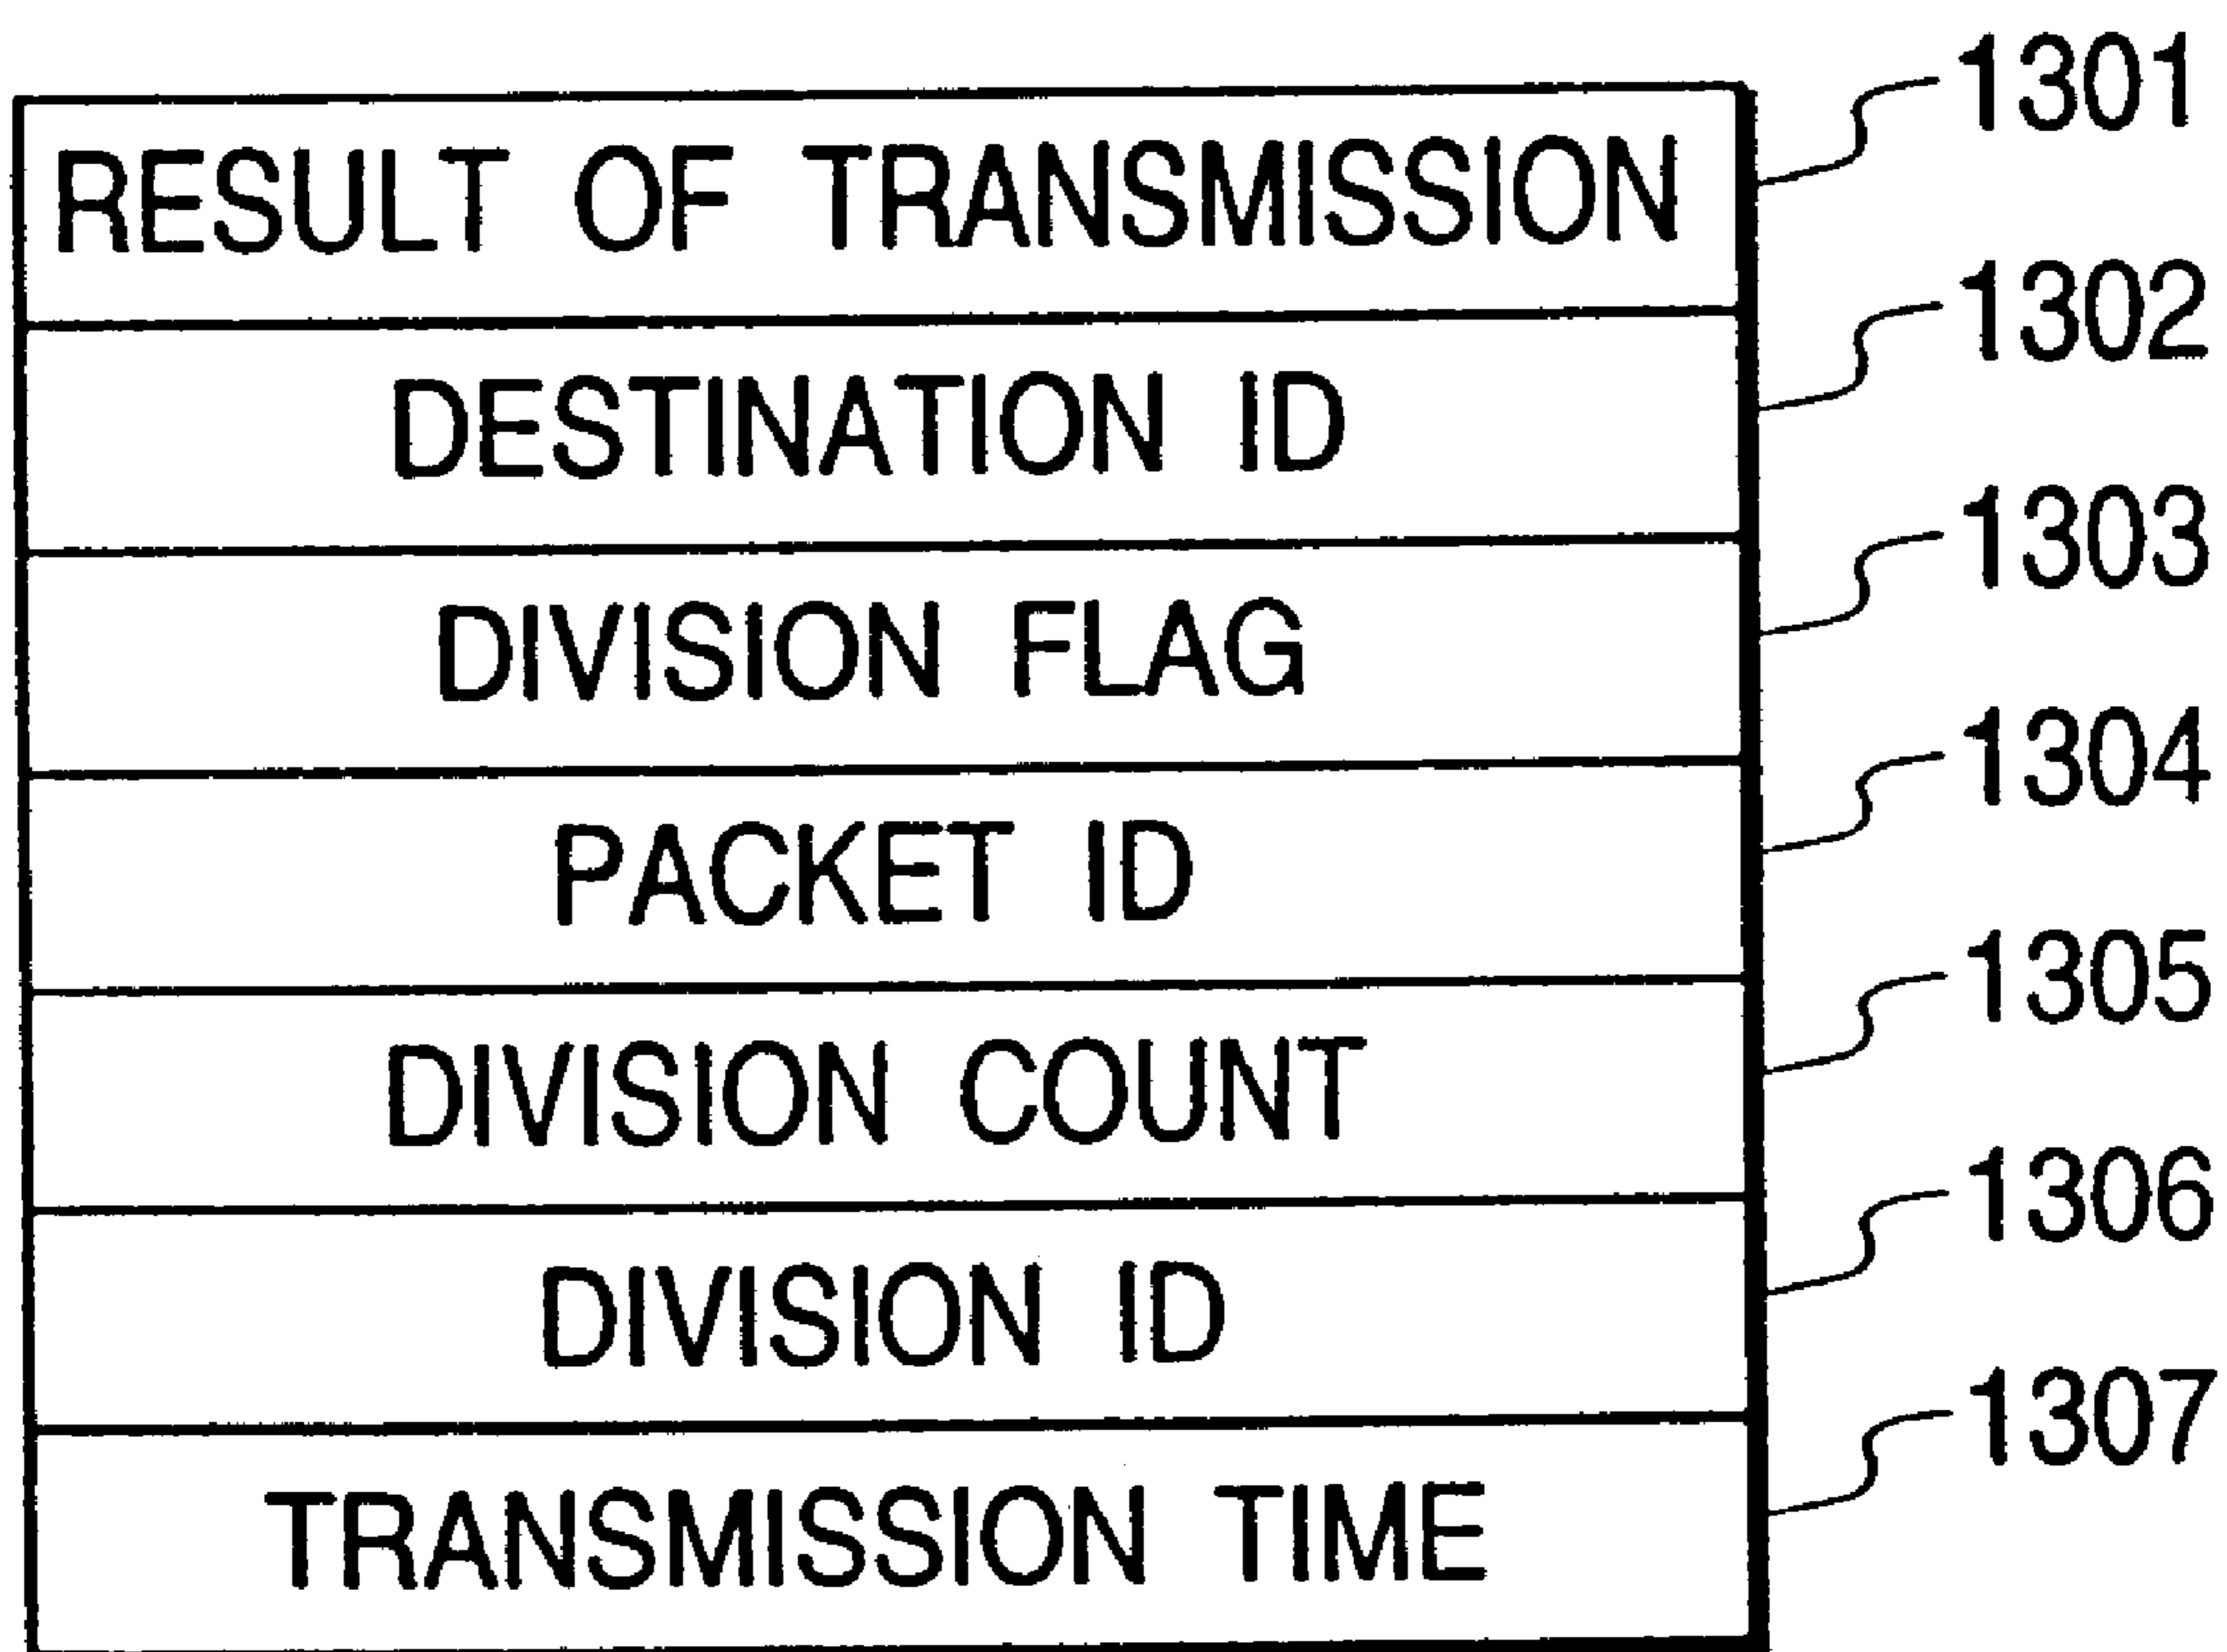 RESULT OF TRANSMISSION 1301
DESTINATION ID 1302
DIVISION FLAG 1303
PACKET ID 1304
DIVISION COUNT 1305
DIVISION ID 1306
TRANSMISSION TIME 1307